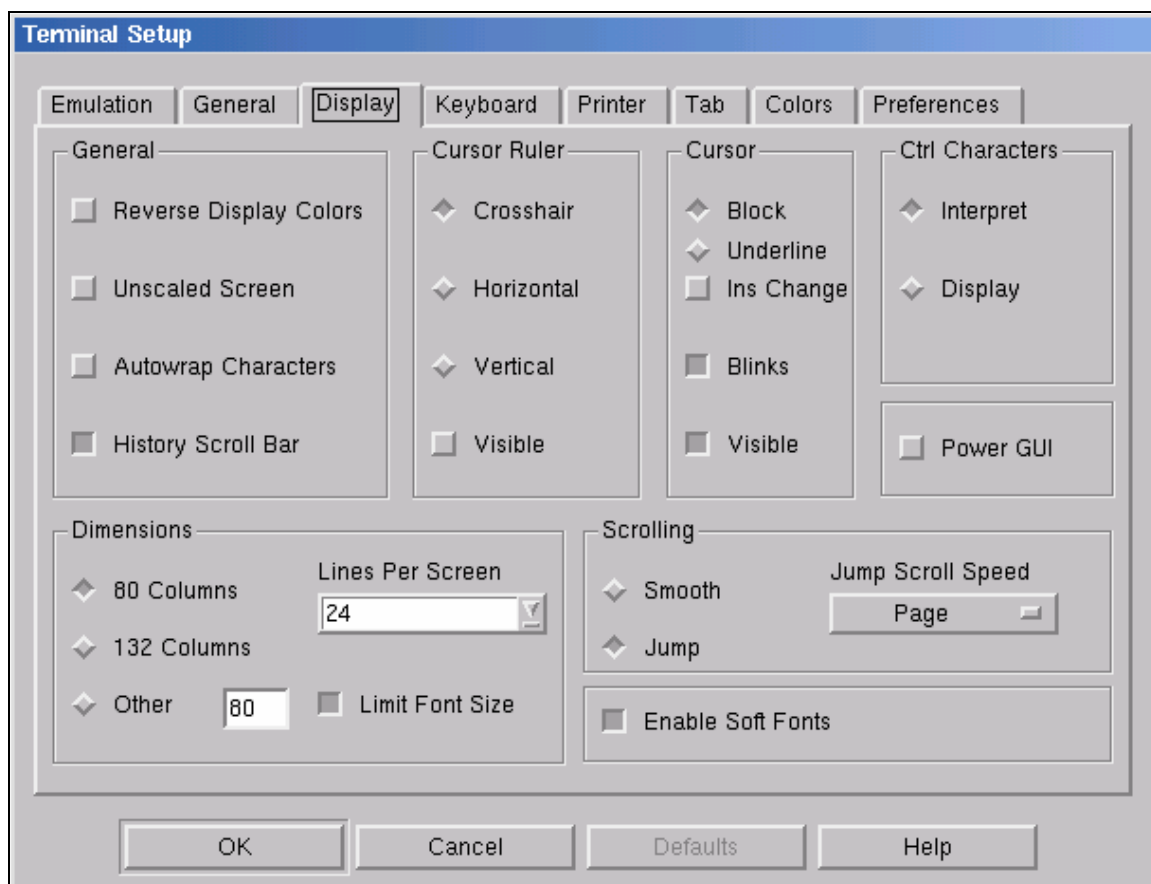 Terminal Setup
Emulation General Display Keyboard Printer Tab Colors Preferences
General
Reverse Display Colors
Unscaled Screen
Autowrap Characters
History Scroll Bar
Cursor Ruler
Crosshair
Horizontal
Vertical
Visible
Cursor
Block
Underline
Ins Change
Blinks
Visible
Ctrl Characters
Interpret
Display
Power GUI
Dimensions
80 Columns
132 Columns
Other 80
Lines Per Screen
24
Limit Font Size
Scrolling
Smooth
Jump
Jump Scroll Speed
Page
Enable Soft Fonts
OK Cancel Defaults Help